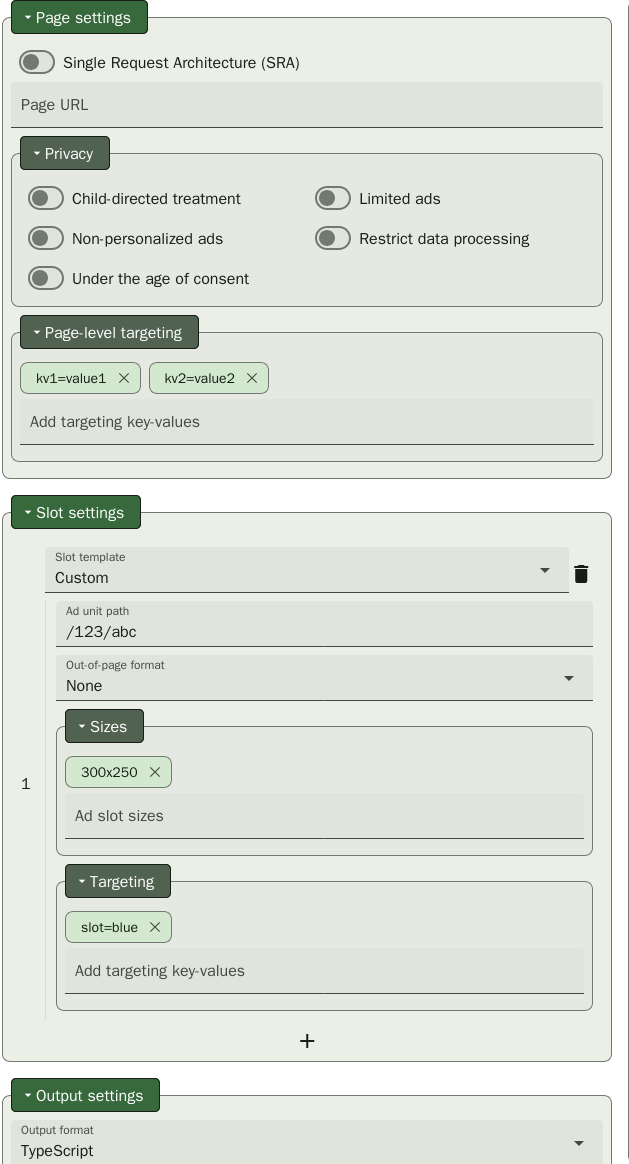 Page settings
Single Request Architecture (SRA)
Page URL
Privacy
Child-directed treatment
Limited ads
Non-personalized ads
Restrict data processing
Under the age of consent
Page-level targeting
kv1=value1
kv2=value2
Add targeting key-values
Slot settings
Slot template
Custom
Ad unit path
/123/abc
Out-of-page format
None
Sizes
1
300x250
Ad slot sizes
Targeting
slot=blue
Add targeting key-values
+
Output settings
Output format
TypeScript